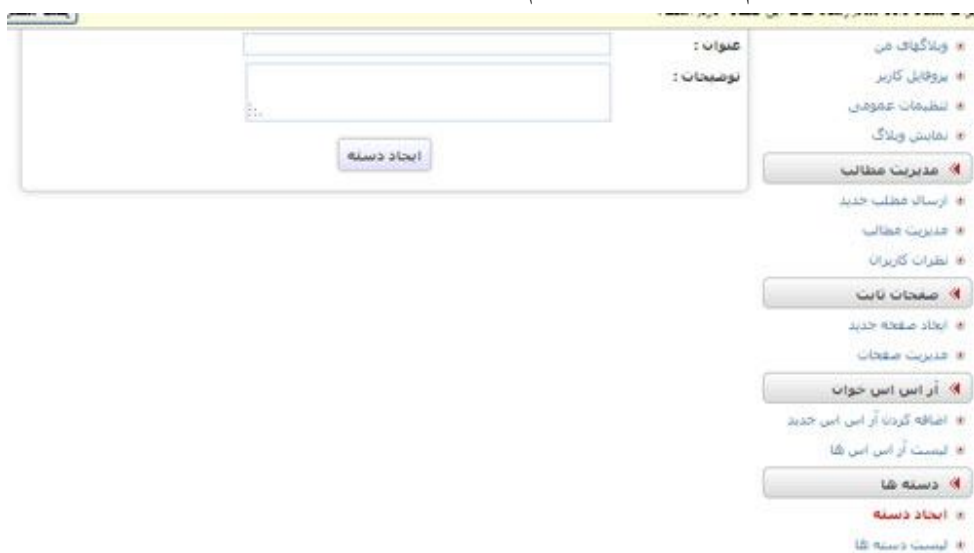 وبلاگهای من
پروفایل کاربر
تنظیمات عمومی
نمایش وبلاگ
مدیریت مطالب
ارسال مطلب جدید
مدیریت مطالب
نظرات کاربران
صفحات ثابت
ایجاد صفحه جدید
مدیریت صفحات
آر اس اس خوان
اضافه کردن آر اس اس جدید
لیست آر اس اس ها
دسته ها
ایجاد دسته
لیست دسته ها
عنوان :
توضیحات :
ایجاد دسته